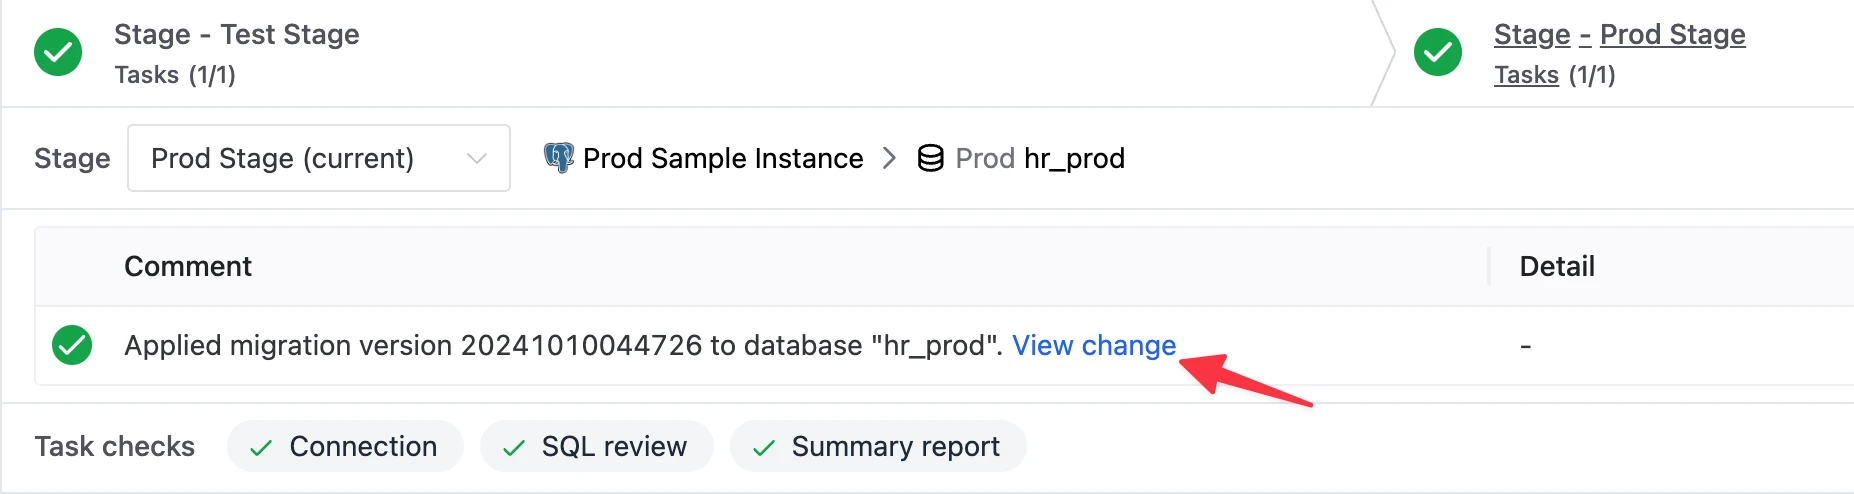 Stage - Test Stage
Tasks (1/1)
Stage - Prod Stage
Tasks (1/1)
Stage Prod Stage (current) Prod Sample Instance Prod hr_prod
Comment Detail
Applied migration version 20241010044726 to database "hr_prod". View change -
Task checks Connection SQL review Summary report